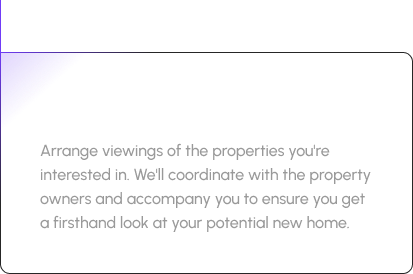 Arrange viewings of the properties you're
interested in. We'll coordinate with the property
owners and accompany you to ensure you get
a firsthand look at your potential new home.